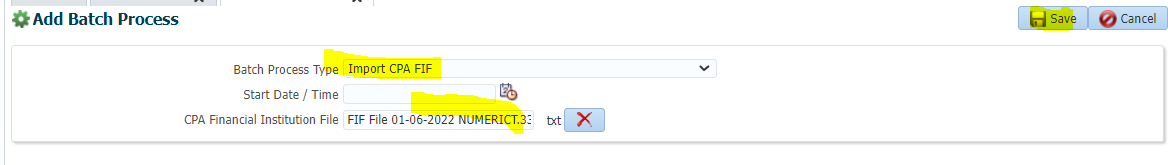 Add Batch Process
Save
Cancel
Batch Process Type Import CPA FIF
Start Date / Time
CPA Financial Institution File FIF File 01-06-2022 NUMERICT.33 txt